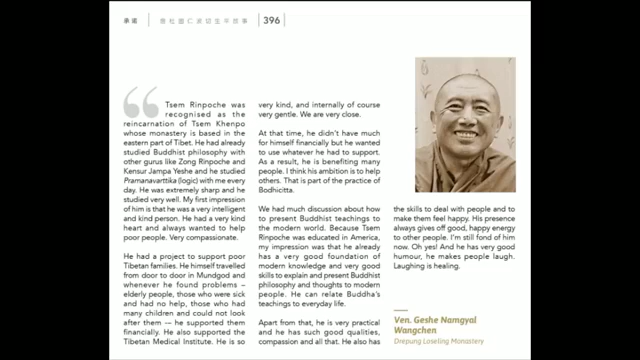 承诺
396
Tsem Rinpoche was
recognised as the
reincarnation of Tsem Khenpo
whose monastery is based in the
eastern part of Tibet. He had already
studied Buddhist philosophy with
other gurus like Zong Rinpoche and
Kensur Jampa Yeshe and he studied
Pramanavarttika (logic) with me every
day. He was extremely sharp and he
studied very well. My first impression
of him is that he was a very intelligent
and kind person. He had a very kind
heart and always wanted to help
poor people. Very compassionate.
He had a project to support poor
Tibetan families. He himself travelled
from door to door in Mundgod and
whenever he found problems –
elderly people, those who were sick
and had no help, those who had
many children and could not look
after them –– he supported them
financially. He also supported the
Tibetan Medical Institute. He is so
very kind, and internally of course
very gentle. We are very close.
At that time, he didn't have much
for himself financially but he wanted
to use whatever he had to support.
As a result, he is benefiting many
people. I think his ambition is to help
others. That is part of the practice of
Bodhicitta.
We had much discussion about how
to present Buddhist teachings to
the modern world. Because Tsem
Rinpoche was educated in America,
my impression was that he already
has a very good foundation of
modern knowledge and very good
skills to explain and present Buddhist
philosophy and thoughts to modern
people. He can relate Buddha's
teachings to everyday life.
Apart from that, he is very practical
and he has such good qualities,
compassion and all that. He also has
the skills to deal with people and to
make them feel happy. His presence
always gives off good, happy energy
to other people. I'm still fond of him
now. Oh yes! And he has very good
humour, he makes people laugh.
Laughing is healing.
Ven. Geshe Namgyal
Wangchen
Drepung Loseling Monastery